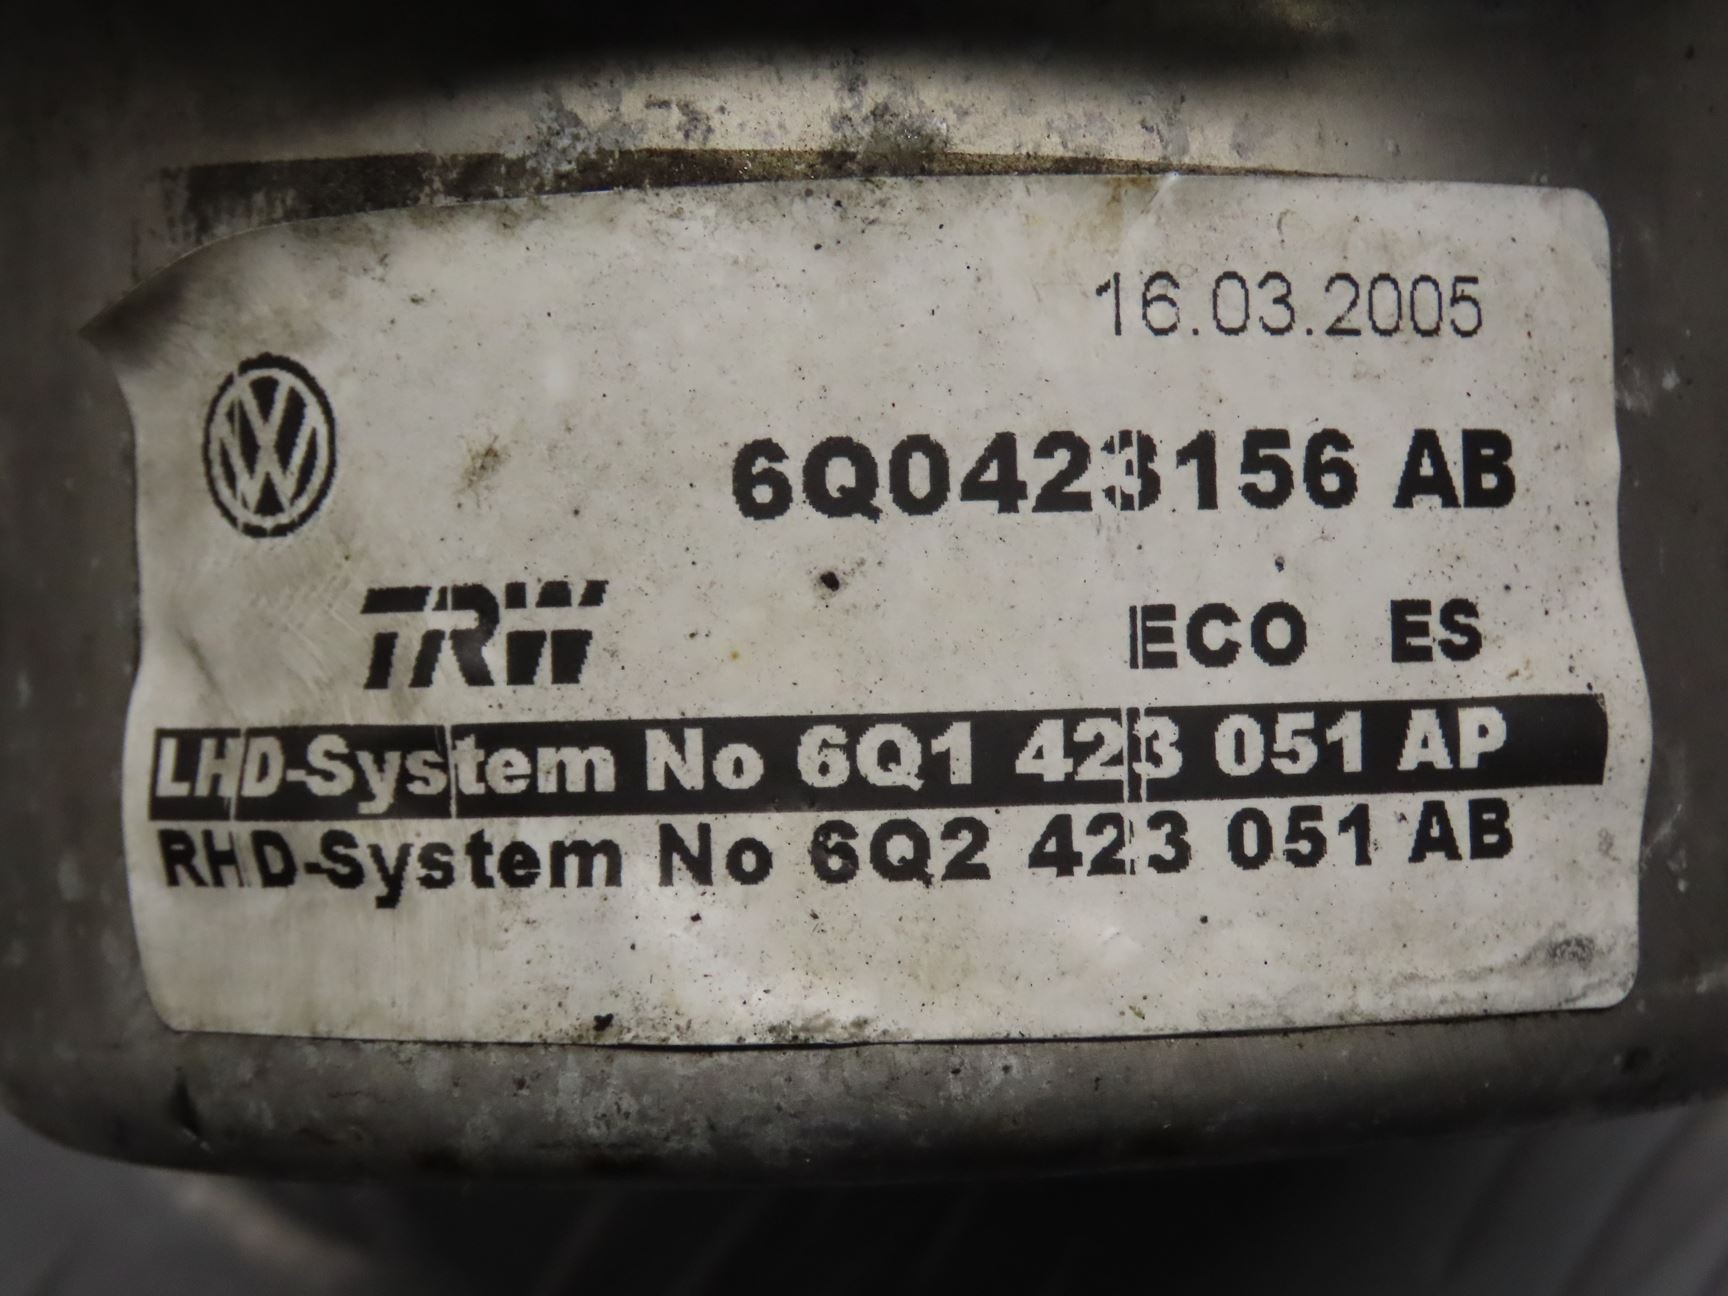 16.03.2005
VW
6Q0423156 AB
TRW ECO ES
LHD-System No 6Q1 423 051 AP
RHD-System No 6Q2 423 051 AB